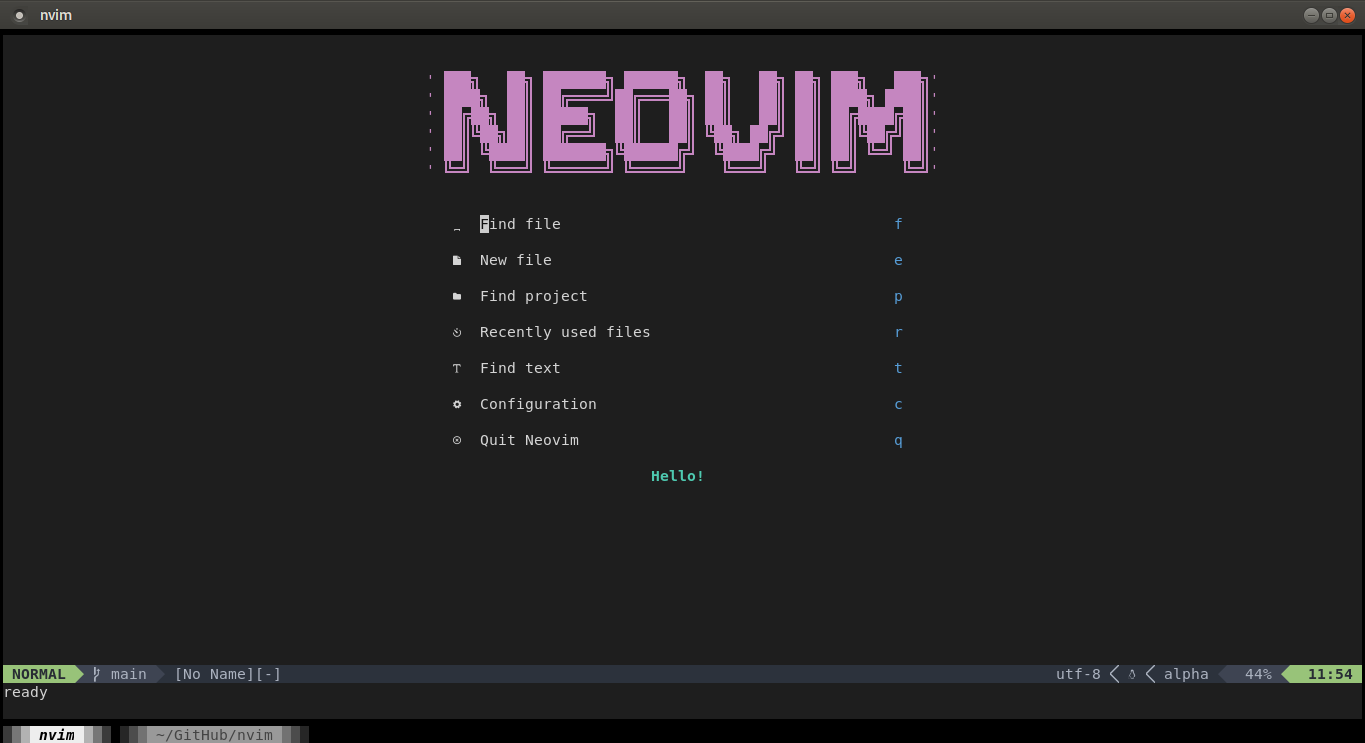 nvim
NEOVIM
Find file f
New file e
Find project p
Recently used files r
Find text t
Configuration c
Quit Neovim q
Hello!
NORMAL main [No Name][-] utf-8 alpha 44% 11:54
ready
nvim ~/GitHub/nvim